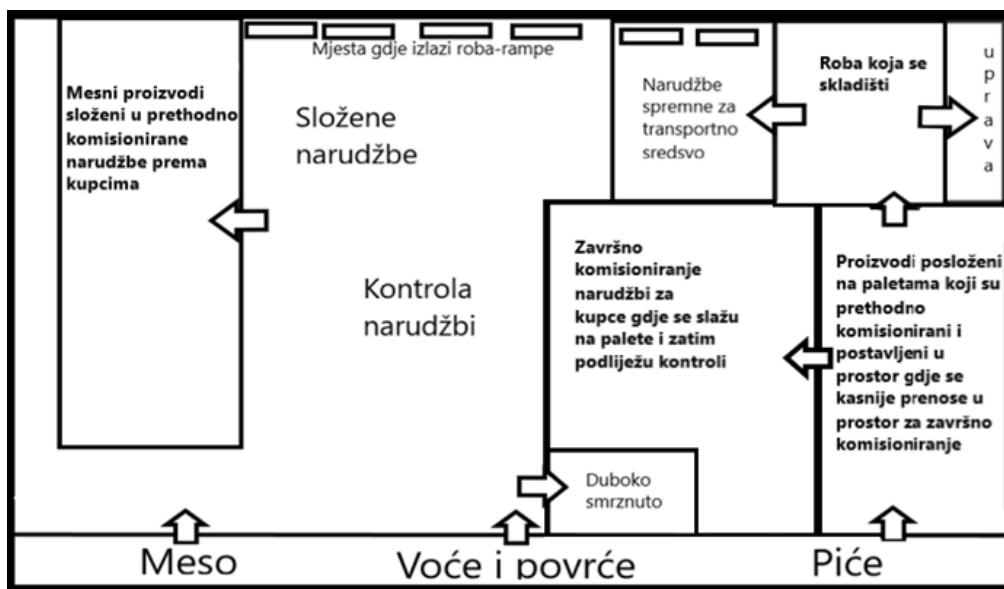 Mjesta gdje izlazi roba-rampe
Mesni proizvodi
složeni u prethodno
komisionirane
narudžbe prema
kupcima
Složene
narudžbe
Kontrola
narudžbi
Narudžbe
spremne za
transportno
sredsvo
Roba koja se
skladišti
u
p
r
a
v
a
Završno
komisioniranje
narudžbi za
kupce gdje se slažu
na palete i zatim
podliježu kontroli
Proizvodi posloženi
na paletama koji su
prethodno
komisionirani i
postavljeni u
prostor gdje se
kasnije prenose u
prostor za završno
komisioniranje
Duboko
smrznuto
Meso
Voće i povrće
Piće